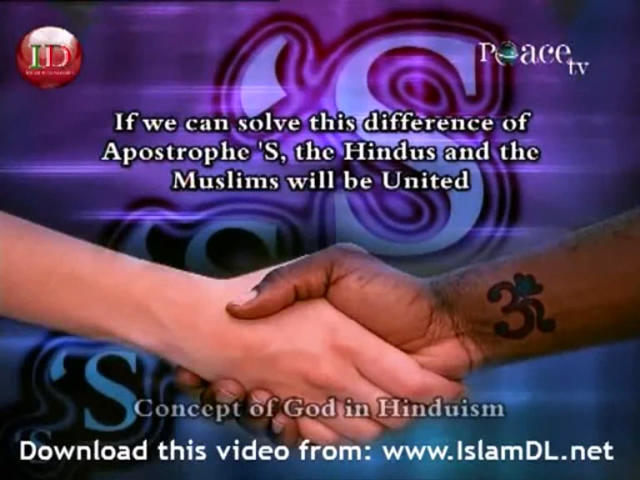 ID
Peace tv
'S
If we can solve this difference of
Apostrophe 'S, the Hindus and the
Muslims will be United
ॐ
'S
Concept of God in Hinduism
Download this video from: www.IslamDL.net